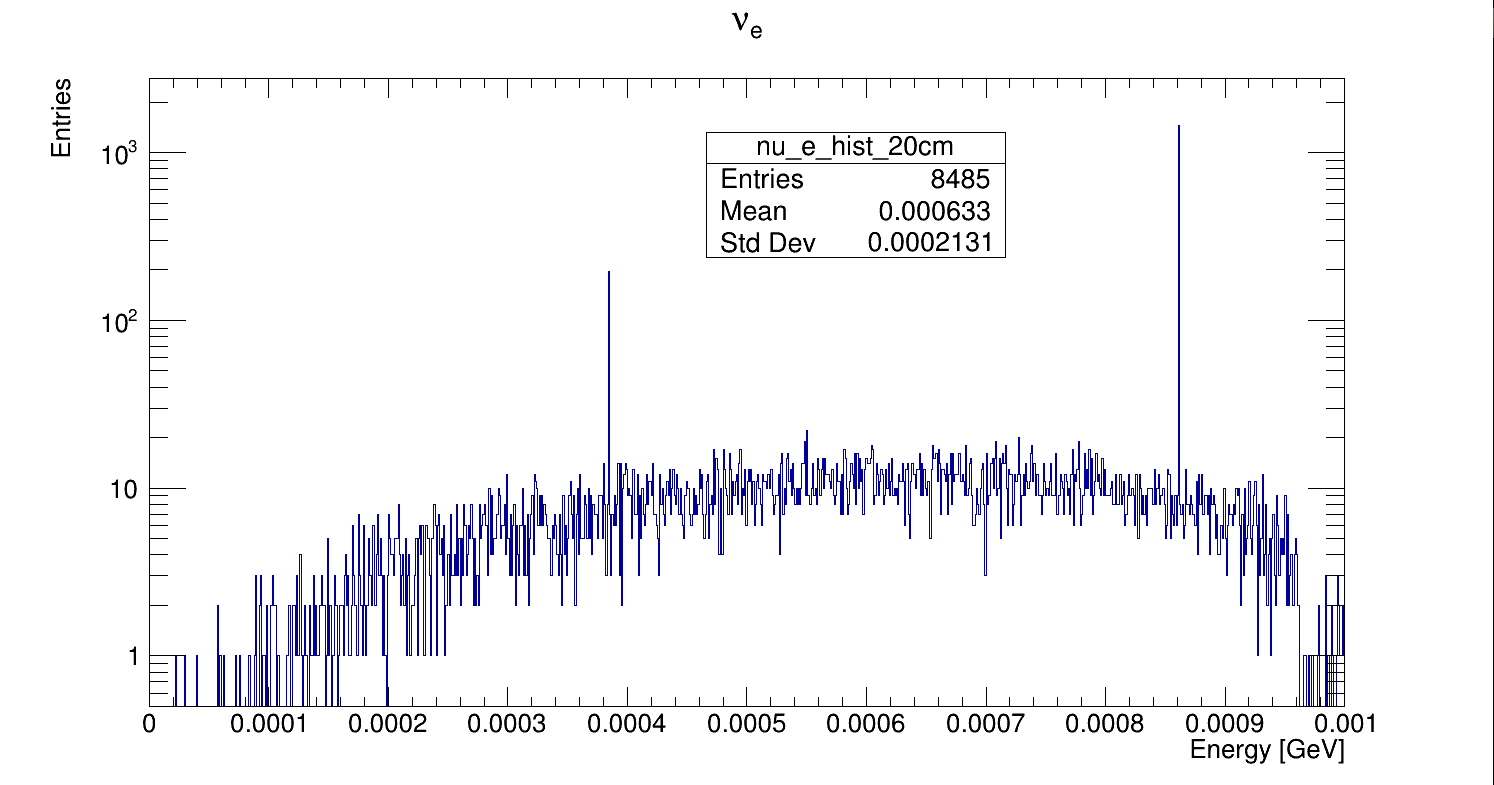 νe
Entries
10³
10²
10
1
nu_e_hist_20cm
Entries 8485
Mean 0.000633
Std Dev 0.0002131
0 0.0001 0.0002 0.0003 0.0004 0.0005 0.0006 0.0007 0.0008 0.0009 0.001
Energy [GeV]